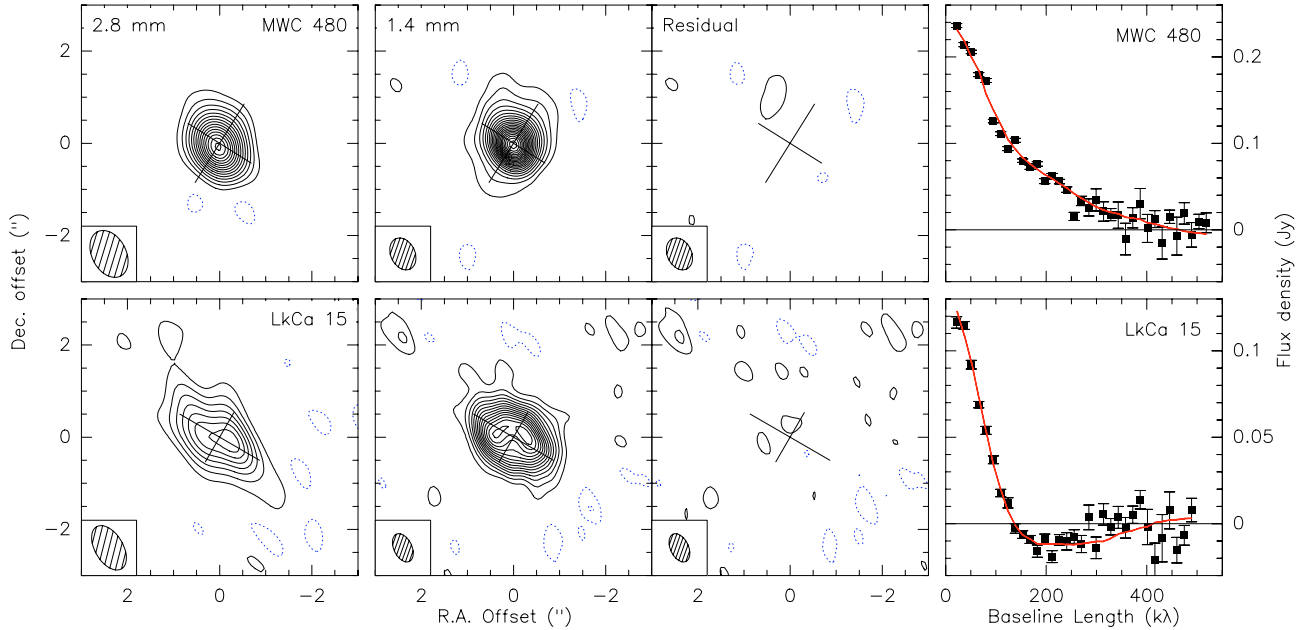 2.8 mm MWC 480
1.4 mm
Residual
MWC 480
2
0
−2
0.2
0.1
0
LkCa 15
LkCa 15
2
0
−2
0.1
0.05
0
Dec. offset (")
Flux density (Jy)
2 0 −2
2 0 −2
2 0 −2
0 200 400
R.A. Offset (")
Baseline Length (kλ)